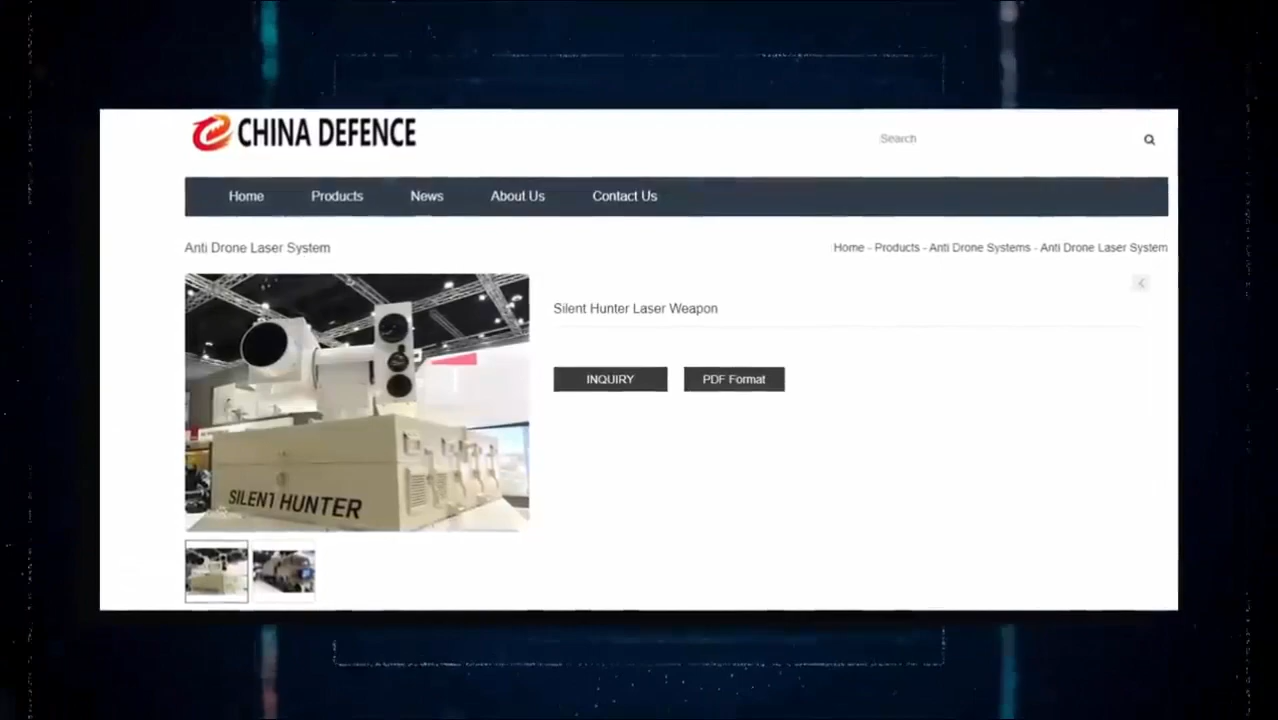 CHINA DEFENCE
Search
Home Products News About Us Contact Us
Anti Drone Laser System
Home - Products - Anti Drone Systems - Anti Drone Laser System
Silent Hunter Laser Weapon
INQUIRY PDF Format
SILENT HUNTER